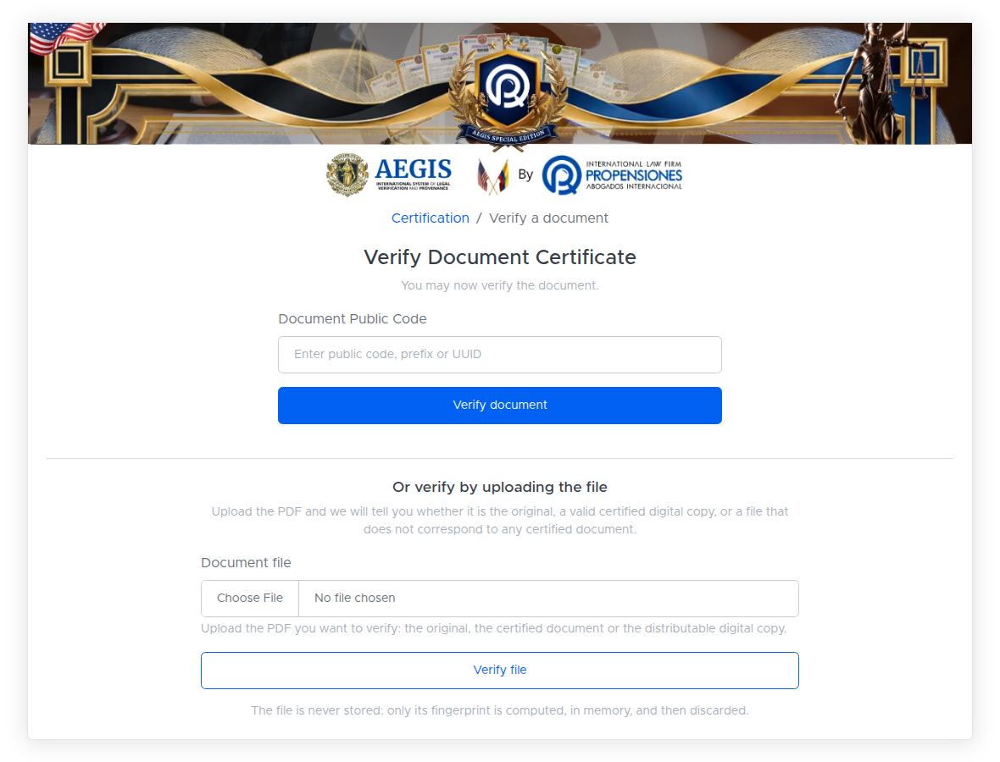 AEGIS SPECIAL EDITION
AEGIS
INTERNATIONAL SYSTEM OF LEGAL
VERIFICATION AND PROVENANCE
By
INTERNATIONAL LAW FIRM
PROPENSIONES
ABOGADOS INTERNACIONAL
Certification / Verify a document
Verify Document Certificate
You may now verify the document.
Document Public Code
Enter public code, prefix or UUID
Verify document
Or verify by uploading the file
Upload the PDF and we will tell you whether it is the original, a valid certified digital copy, or a file that
does not correspond to any certified document.
Document file
Choose File No file chosen
Upload the PDF you want to verify: the original, the certified document or the distributable digital copy.
Verify file
The file is never stored: only its fingerprint is computed, in memory, and then discarded.